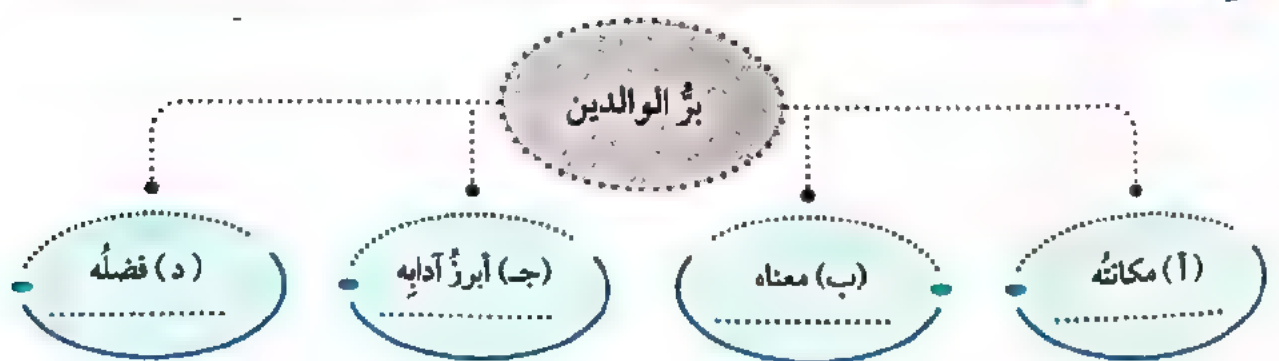 برُّ الوالدين
(أ) مكانتُه
(ب) معناه
(جـ) أبرزُ آدابِه
(د) فضلُه